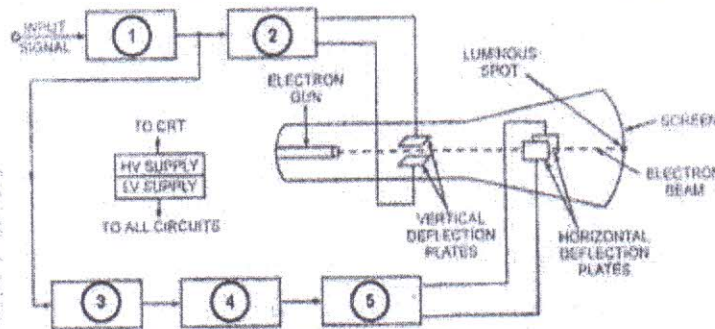 INPUT
SIGNAL
1
2
LUMINOUS
SPOT
ELECTRON
GUN
SCREEN
TO CRT
HV SUPPLY
LV SUPPLY
TO ALL CIRCUITS
ELECTRON
BEAM
VERTICAL
DEFLECTION
PLATES
HORIZONTAL
DEFLECTION
PLATES
3
4
5